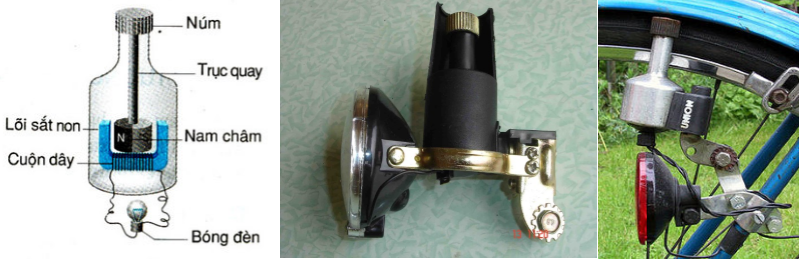 Núm
Trục quay
Lõi sắt non
N
Nam châm
Cuộn dây
Bóng đèn
UNION